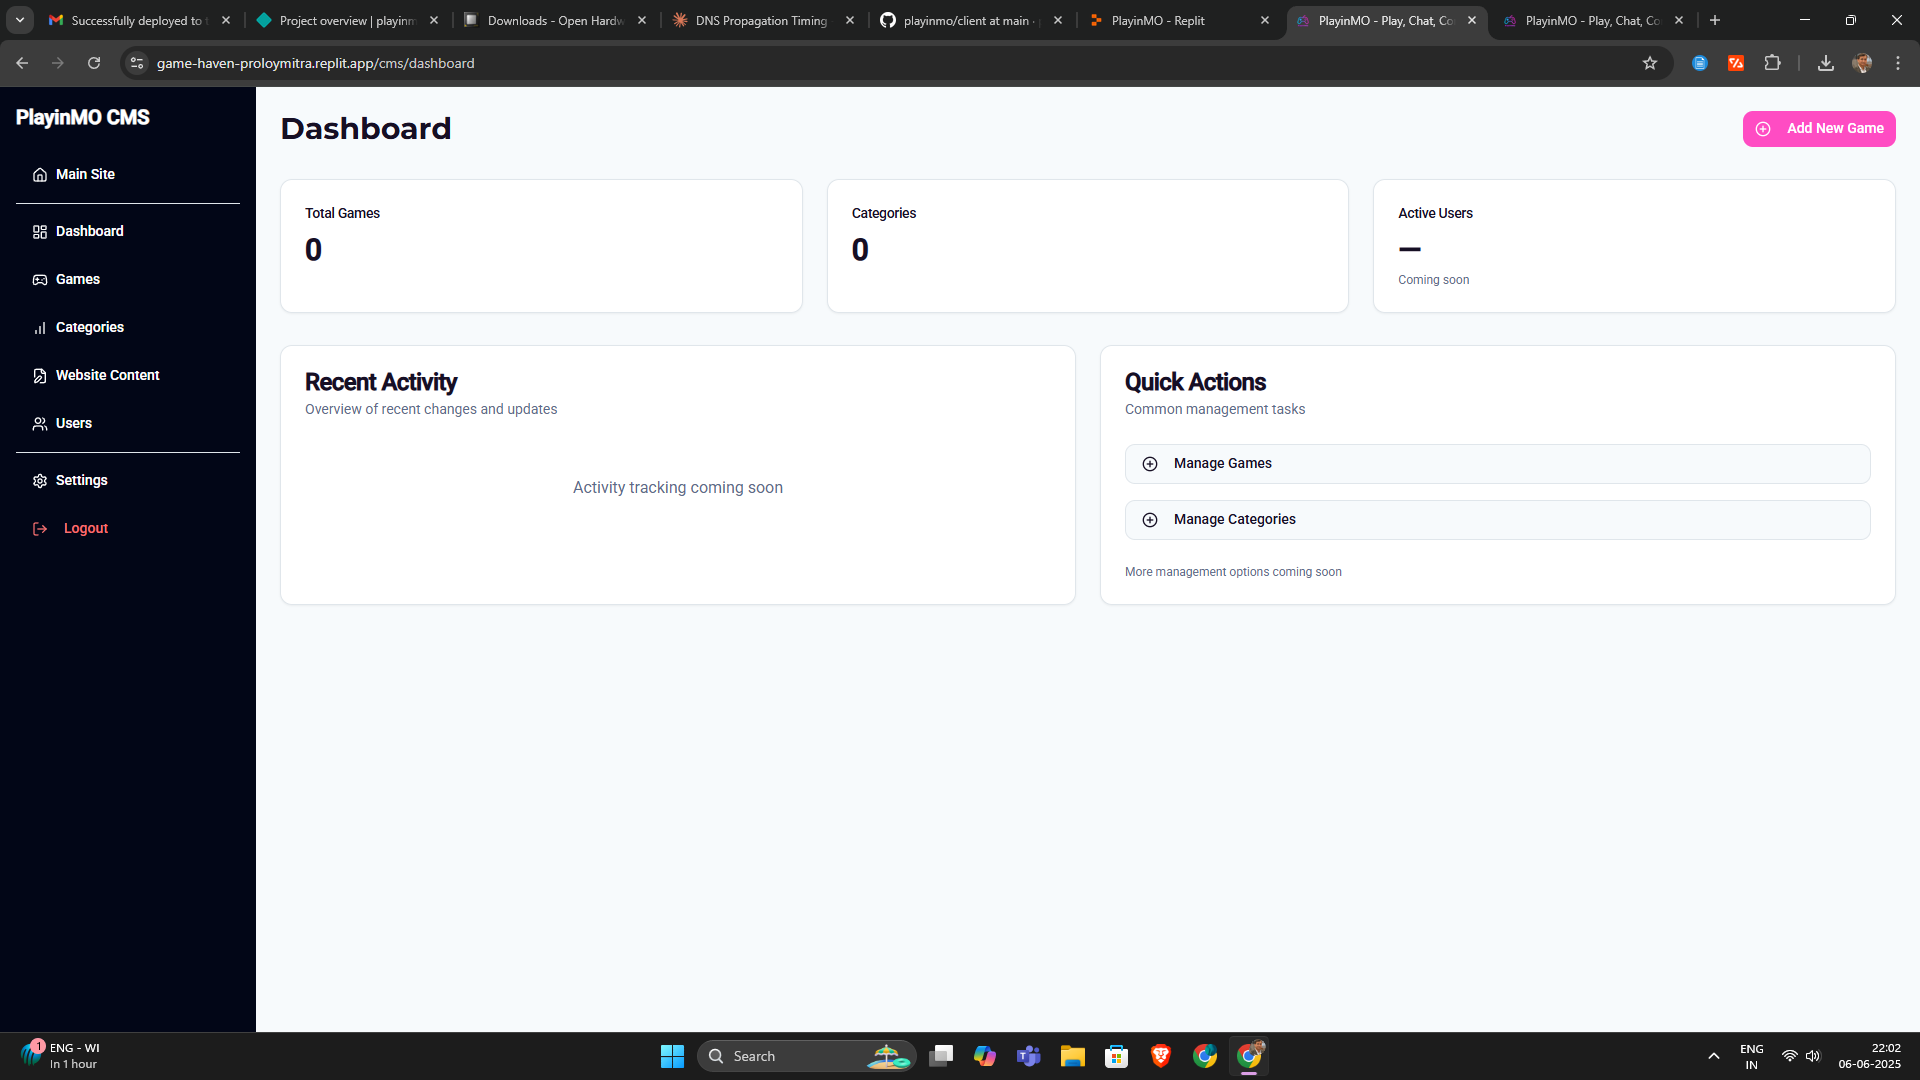 Successfully deployed to t
Project overview | playinm
Downloads - Open Hardw
DNS Propagation Timing
playinmo/client at main ·
PlayinMO - Replit
PlayinMO - Play, Chat, Co
PlayinMO - Play, Chat, Co
game-haven-proloymitra.replit.app/cms/dashboard
PlayinMO CMS
Main Site
Dashboard
Games
Categories
Website Content
Users
Settings
Logout
Dashboard
Add New Game
Total Games
0
Categories
0
Active Users
—
Coming soon
Recent Activity
Overview of recent changes and updates
Activity tracking coming soon
Quick Actions
Common management tasks
Manage Games
Manage Categories
More management options coming soon
1
ENG - WI
In 1 hour
Search
ENG
IN
22:02
06-06-2025